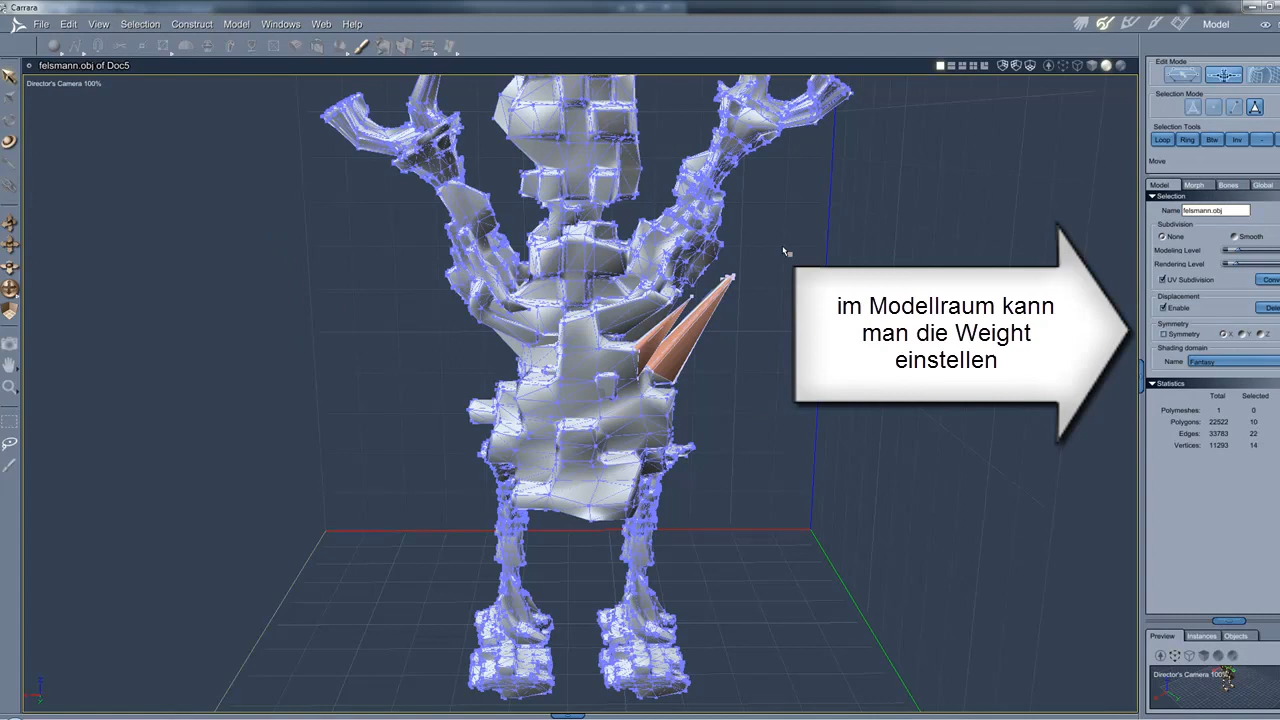 Carrara
File Edit View Selection Construct Model Windows Web Help
Model
felsmann.obj of Doc5
Director's Camera 100%
Edit Mode
Selection Mode
Selection Tools
Loop Ring Btw Inv -
Move
Model Morph Bones Global
Selection
Name felsmann.obj
Subdivision
None Smooth
Modeling Level
Rendering Level
UV Subdivision Conv
Displacement
Enable Dele
Symmetry
Symmetry X Y Z
Shading domain
Name Fantasy
Statistics
Total Selected
Polymeshes: 1 0
Polygons: 22522 10
Edges: 33783 22
Vertices: 11293 14
im Modellraum kann
man die Weight
einstellen
Preview Instances Objects
Director's Camera 100%